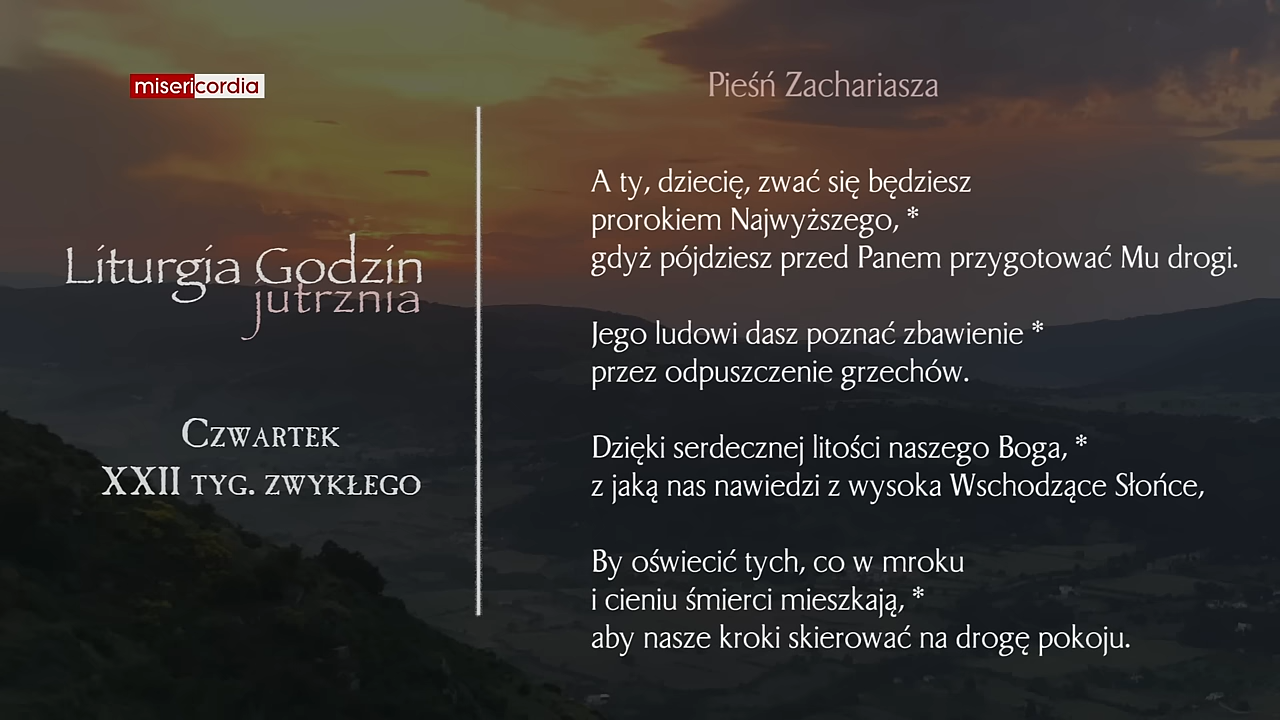 misericordia
Liturgia Godzin
jutrznia
Czwartek
XXII tyg. zwykłego
Pieśń Zachariasza
A ty, dziecię, zwać się będziesz
prorokiem Najwyższego, *
gdyż pójdziesz przed Panem przygotować Mu drogi.
Jego ludowi dasz poznać zbawienie *
przez odpuszczenie grzechów.
Dzięki serdecznej litości naszego Boga, *
z jaką nas nawiedzi z wysoka Wschodzące Słońce,
By oświecić tych, co w mroku
i cieniu śmierci mieszkają, *
aby nasze kroki skierować na drogę pokoju.